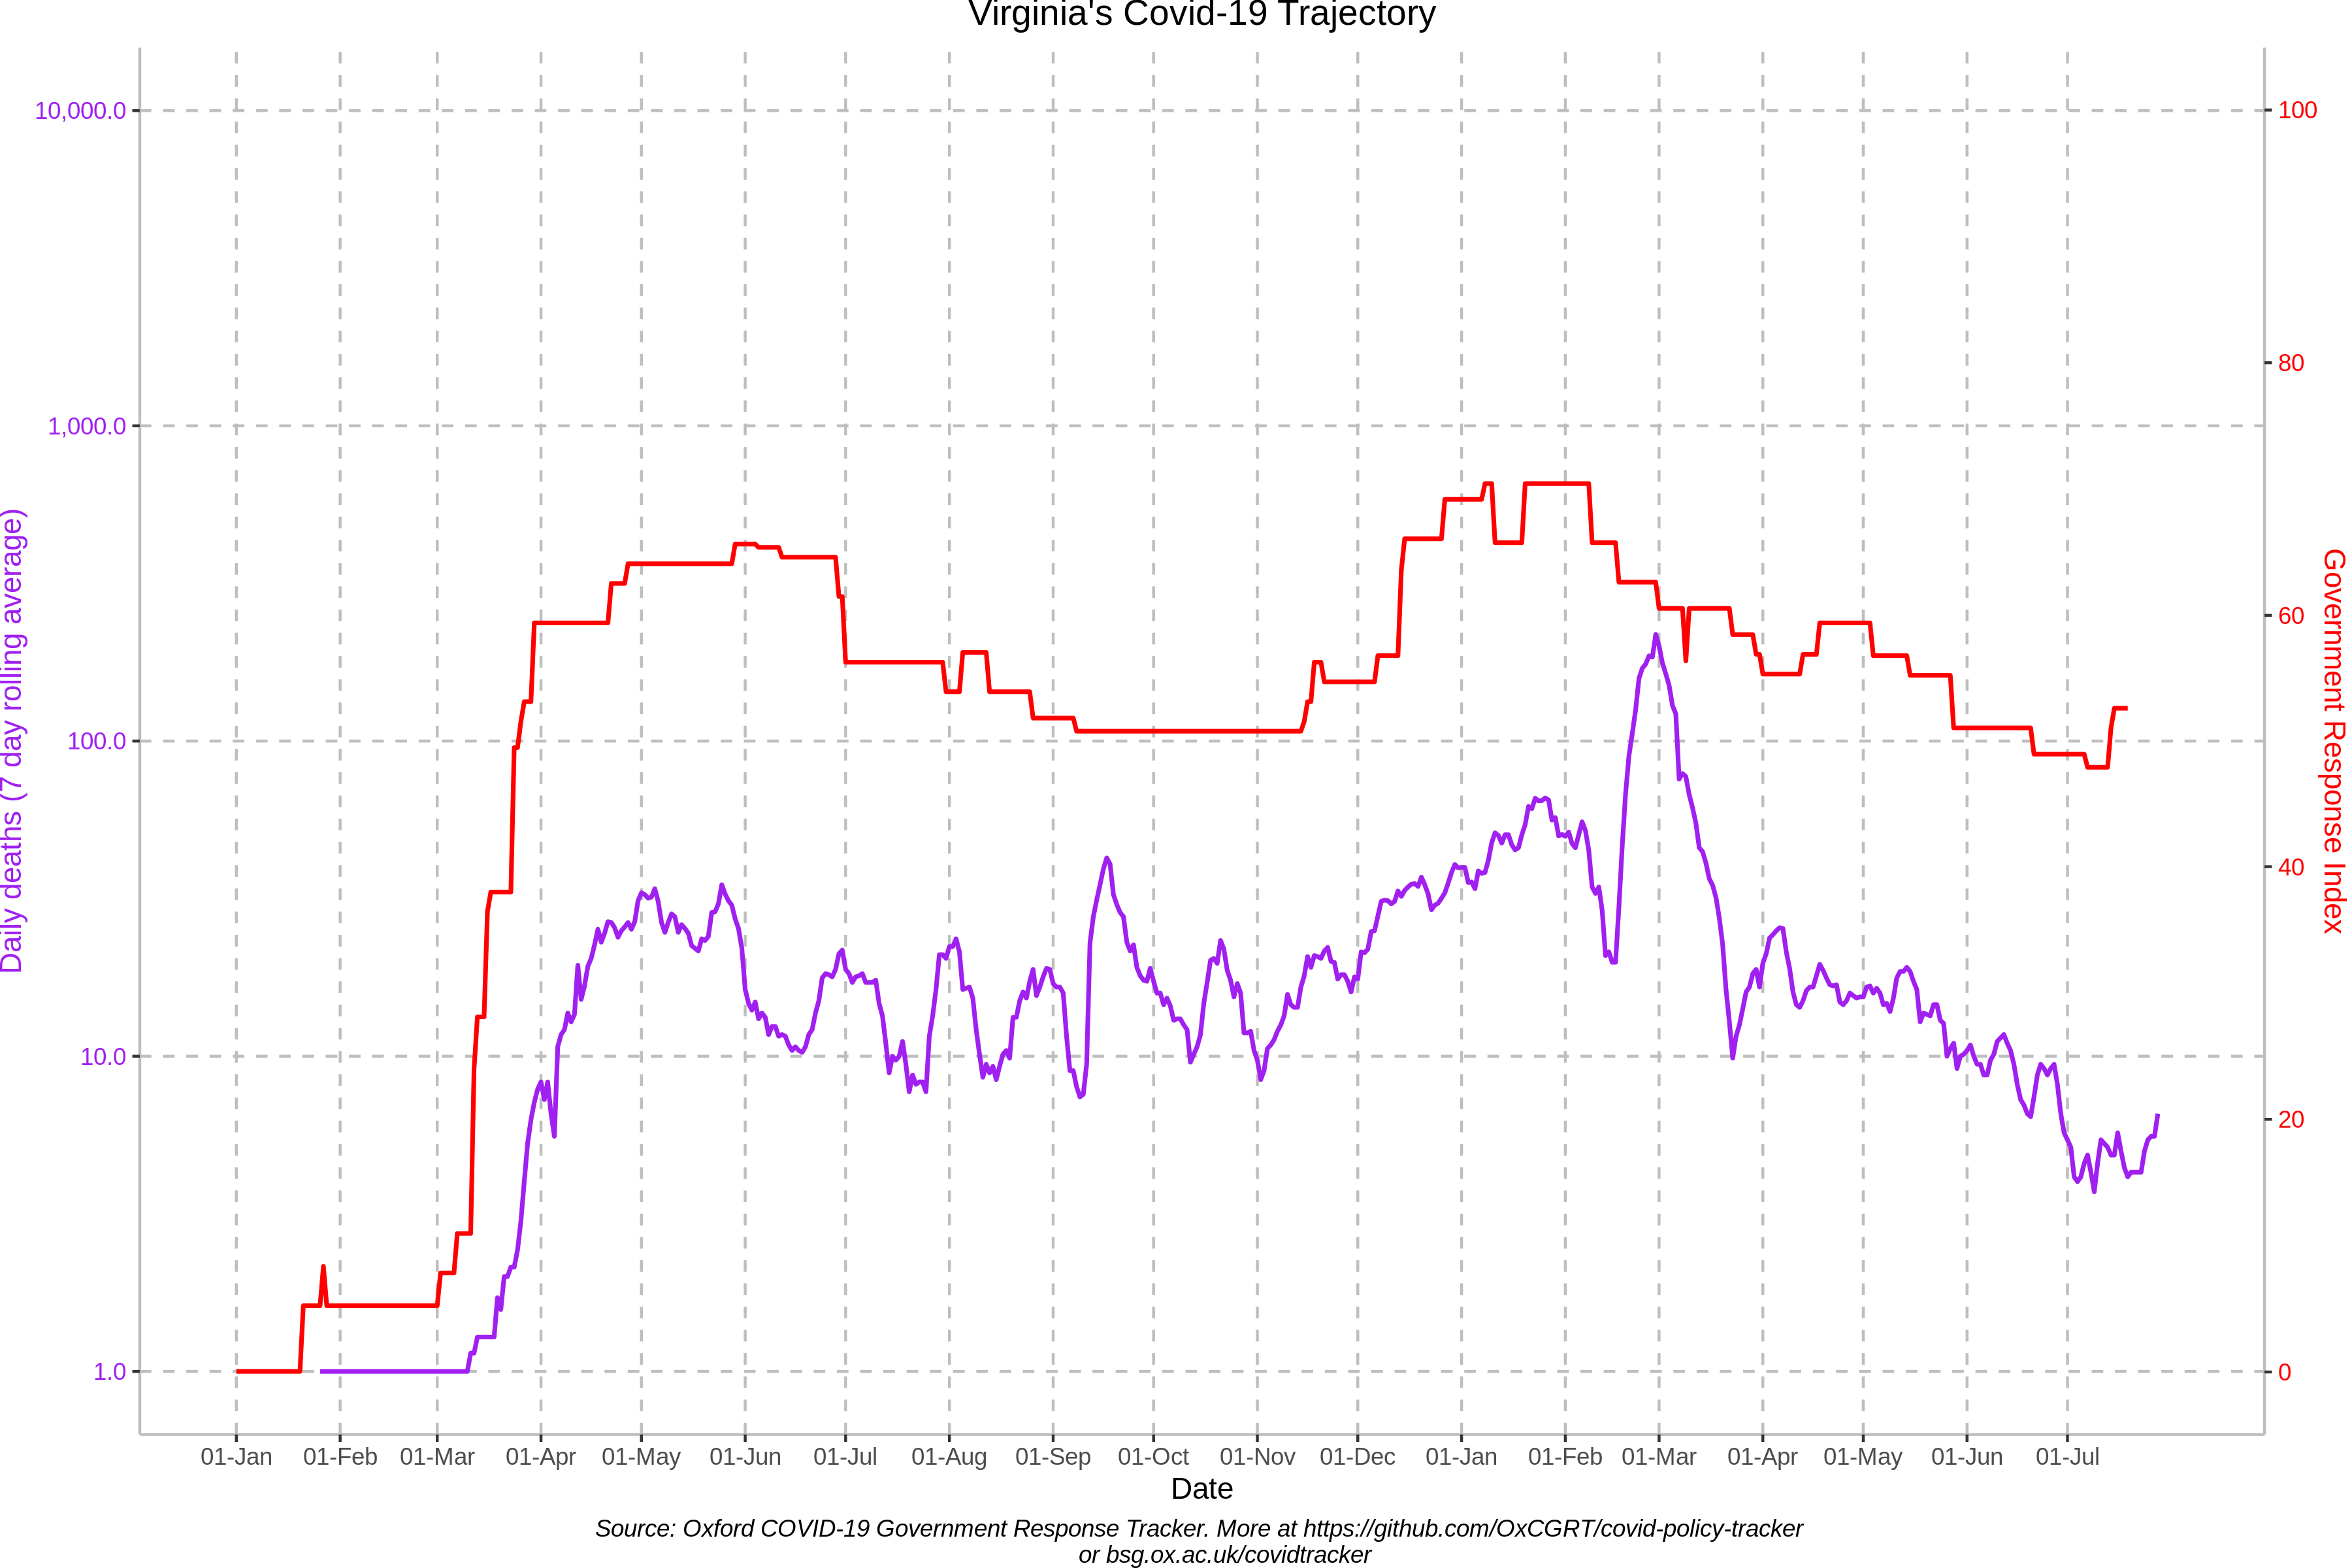 Virginia's Covid-19 Trajectory
10,000.0
1,000.0
100.0
10.0
1.0
Daily deaths (7 day rolling average)
100
80
60
40
20
0
Government Response Index
01-Jan 01-Feb 01-Mar 01-Apr 01-May 01-Jun 01-Jul 01-Aug 01-Sep 01-Oct 01-Nov 01-Dec 01-Jan 01-Feb 01-Mar 01-Apr 01-May 01-Jun 01-Jul
Date
Source: Oxford COVID-19 Government Response Tracker. More at https://github.com/OxCGRT/covid-policy-tracker
or bsg.ox.ac.uk/covidtracker